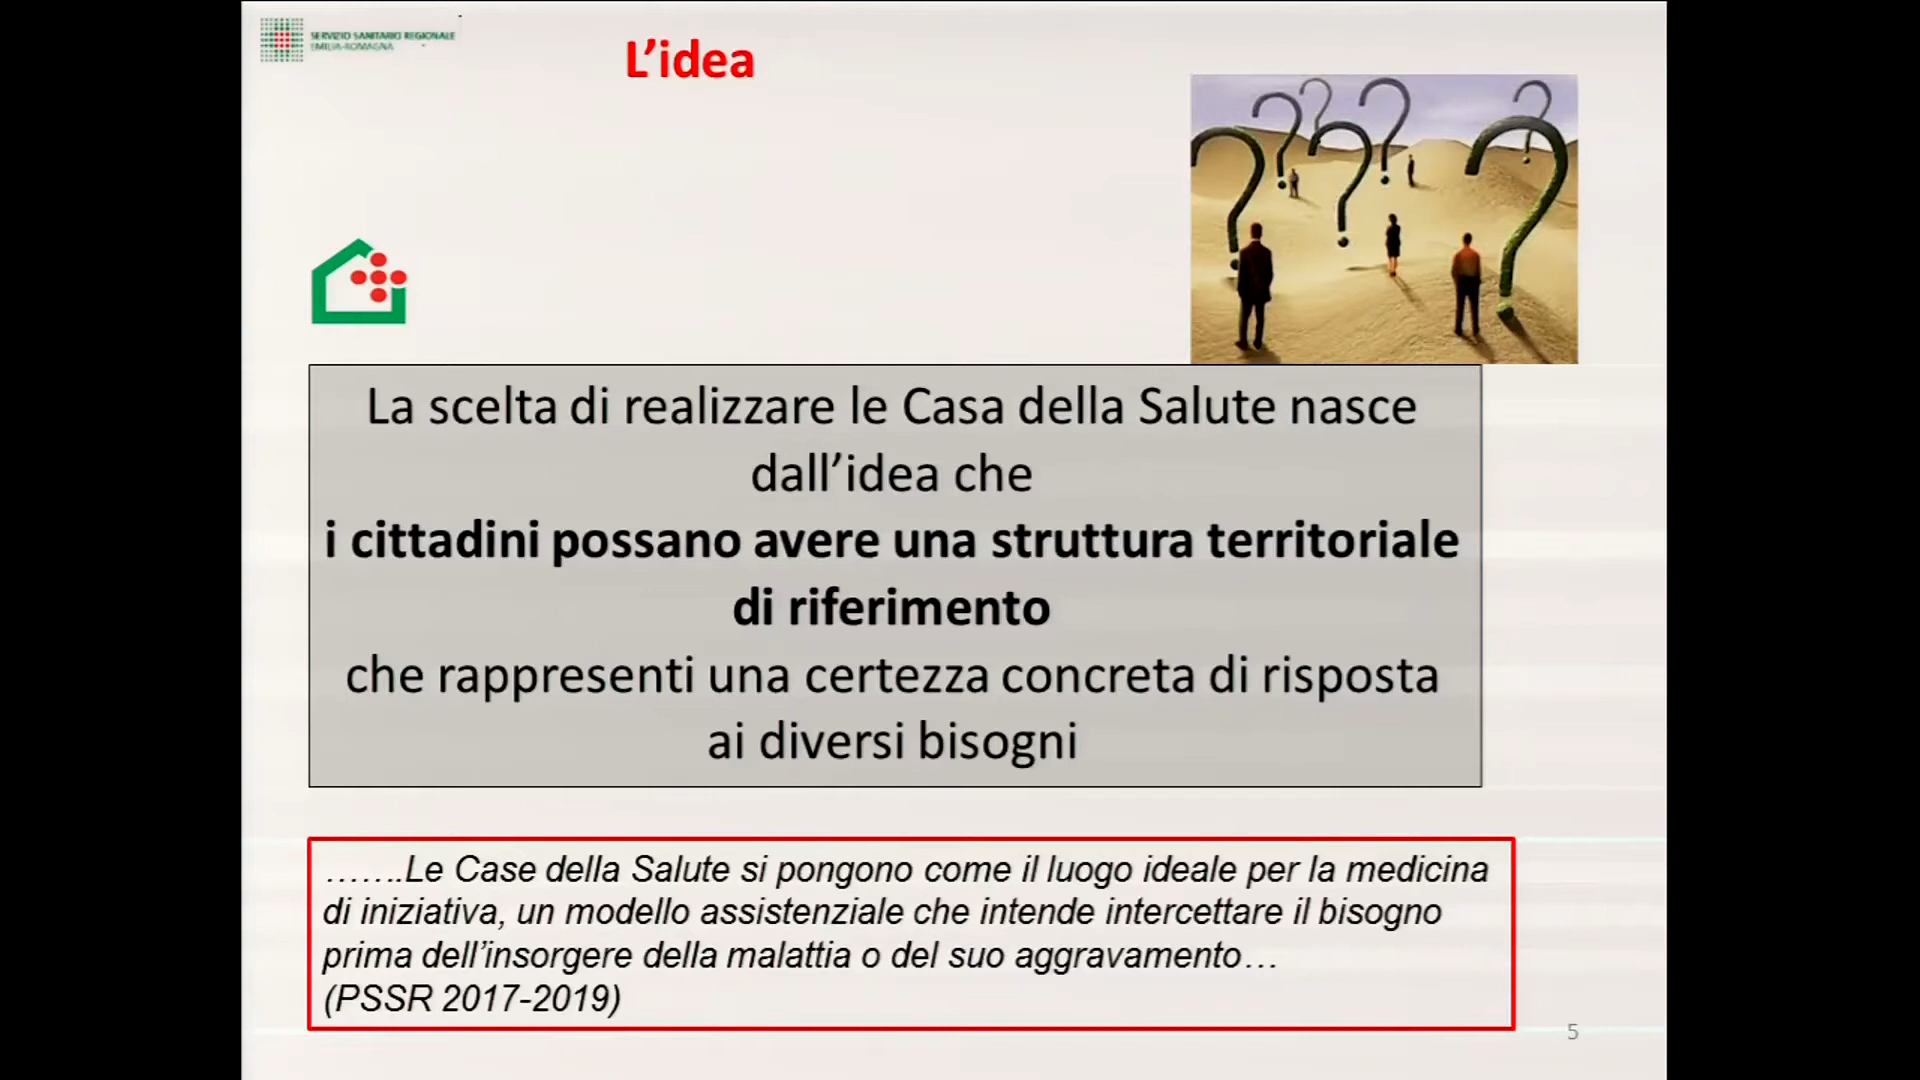 SERVIZIO SANITARIO REGIONALE
EMILIA-ROMAGNA
L’idea
La scelta di realizzare le Casa della Salute nasce
dall’idea che
i cittadini possano avere una struttura territoriale
di riferimento
che rappresenti una certezza concreta di risposta
ai diversi bisogni
…….Le Case della Salute si pongono come il luogo ideale per la medicina
di iniziativa, un modello assistenziale che intende intercettare il bisogno
prima dell’insorgere della malattia o del suo aggravamento…
(PSSR 2017-2019)
5